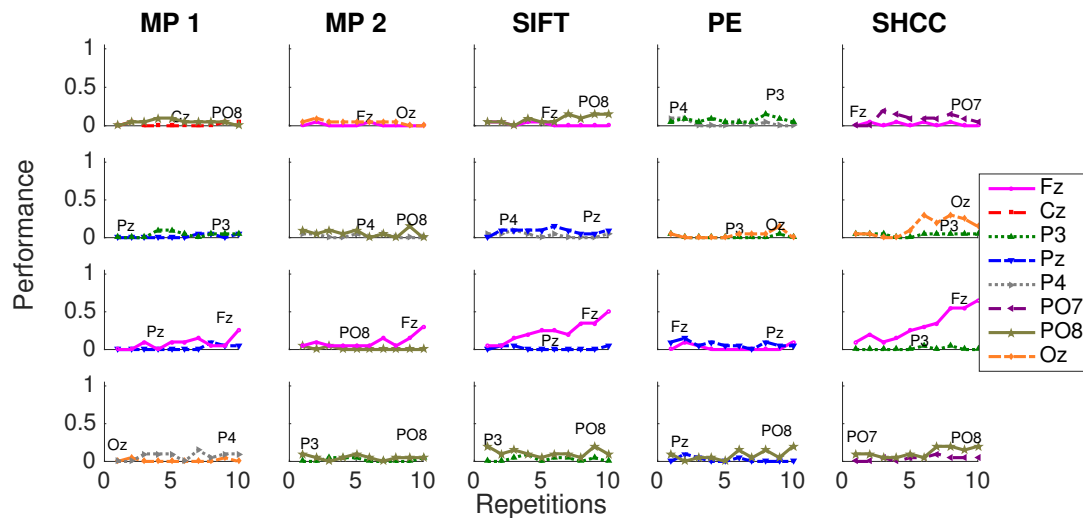 MP 1 MP 2 SIFT PE SHCC
1
0.5
0
Cz PO8
Fz Oz
Fz PO8
P4 P3
Fz PO7
1
0.5
0
Pz P3
P4 PO8
P4 Pz
P3 Oz
P3 Oz
1
0.5
0
Pz Fz
PO8 Fz
Pz Fz
Fz Pz
P3 Fz
1
0.5
0
Oz P4
P3 PO8
P3 PO8
Pz PO8
PO7 PO8
0 5 10 0 5 10 0 5 10 0 5 10 0 5 10
Performance
Repetitions
Fz
Cz
P3
Pz
P4
PO7
PO8
Oz